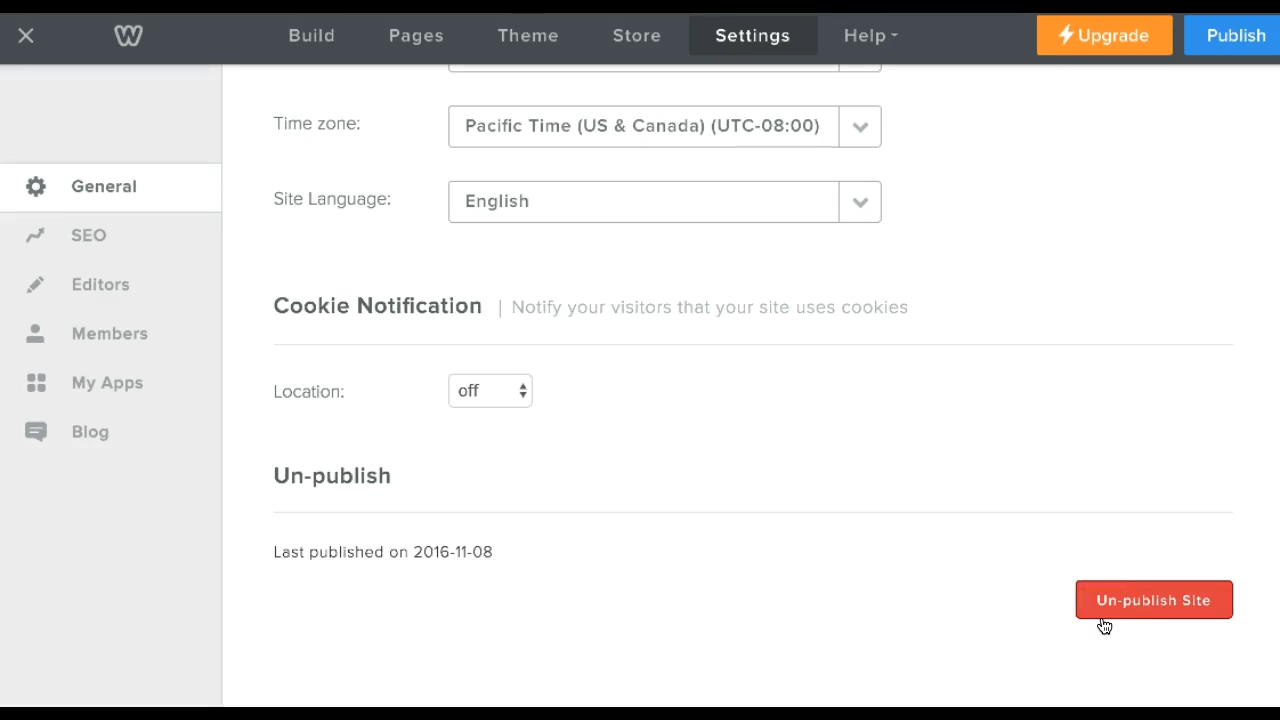 Build Pages Theme Store Settings Help Upgrade Publish
Time zone: Pacific Time (US & Canada) (UTC-08:00)
General
Site Language: English
SEO
Editors
Cookie Notification | Notify your visitors that your site uses cookies
Members
My Apps
Location: off
Blog
Un-publish
Last published on 2016-11-08
Un-publish Site